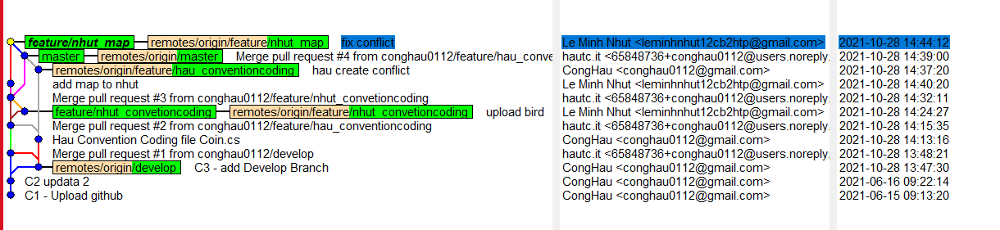 feature/nhut_map remotes/origin/feature/nhut_map fix conflict Le Minh Nhut <leminhnhut12cb2htp@gmail.com> 2021-10-28 14:44:12
master remotes/origin/master Merge pull request #4 from conghau0112/feature/hau_conve hautc.it <65848736+conghau0112@users.noreply. 2021-10-28 14:39:00
remotes/origin/feature/hau_conventioncoding hau create conflict CongHau <conghau0112@gmail.com> 2021-10-28 14:37:20
add map to nhut Le Minh Nhut <leminhnhut12cb2htp@gmail.com> 2021-10-28 14:40:20
Merge pull request #3 from conghau0112/feature/nhut_convetioncoding hautc.it <65848736+conghau0112@users.noreply. 2021-10-28 14:32:11
feature/nhut_convetioncoding remotes/origin/feature/nhut_convetioncoding upload bird Le Minh Nhut <leminhnhut12cb2htp@gmail.com> 2021-10-28 14:24:27
Merge pull request #2 from conghau0112/feature/hau_conventioncoding hautc.it <65848736+conghau0112@users.noreply. 2021-10-28 14:15:35
Hau Convention Coding file Coin.cs CongHau <conghau0112@gmail.com> 2021-10-28 14:13:16
Merge pull request #1 from conghau0112/develop hautc.it <65848736+conghau0112@users.noreply. 2021-10-28 13:48:21
remotes/origin/develop C3 - add Develop Branch CongHau <conghau0112@gmail.com> 2021-10-28 13:47:30
C2 updata 2 CongHau <conghau0112@gmail.com> 2021-06-16 09:22:14
C1 - Upload github CongHau <conghau0112@gmail.com> 2021-06-15 09:13:20